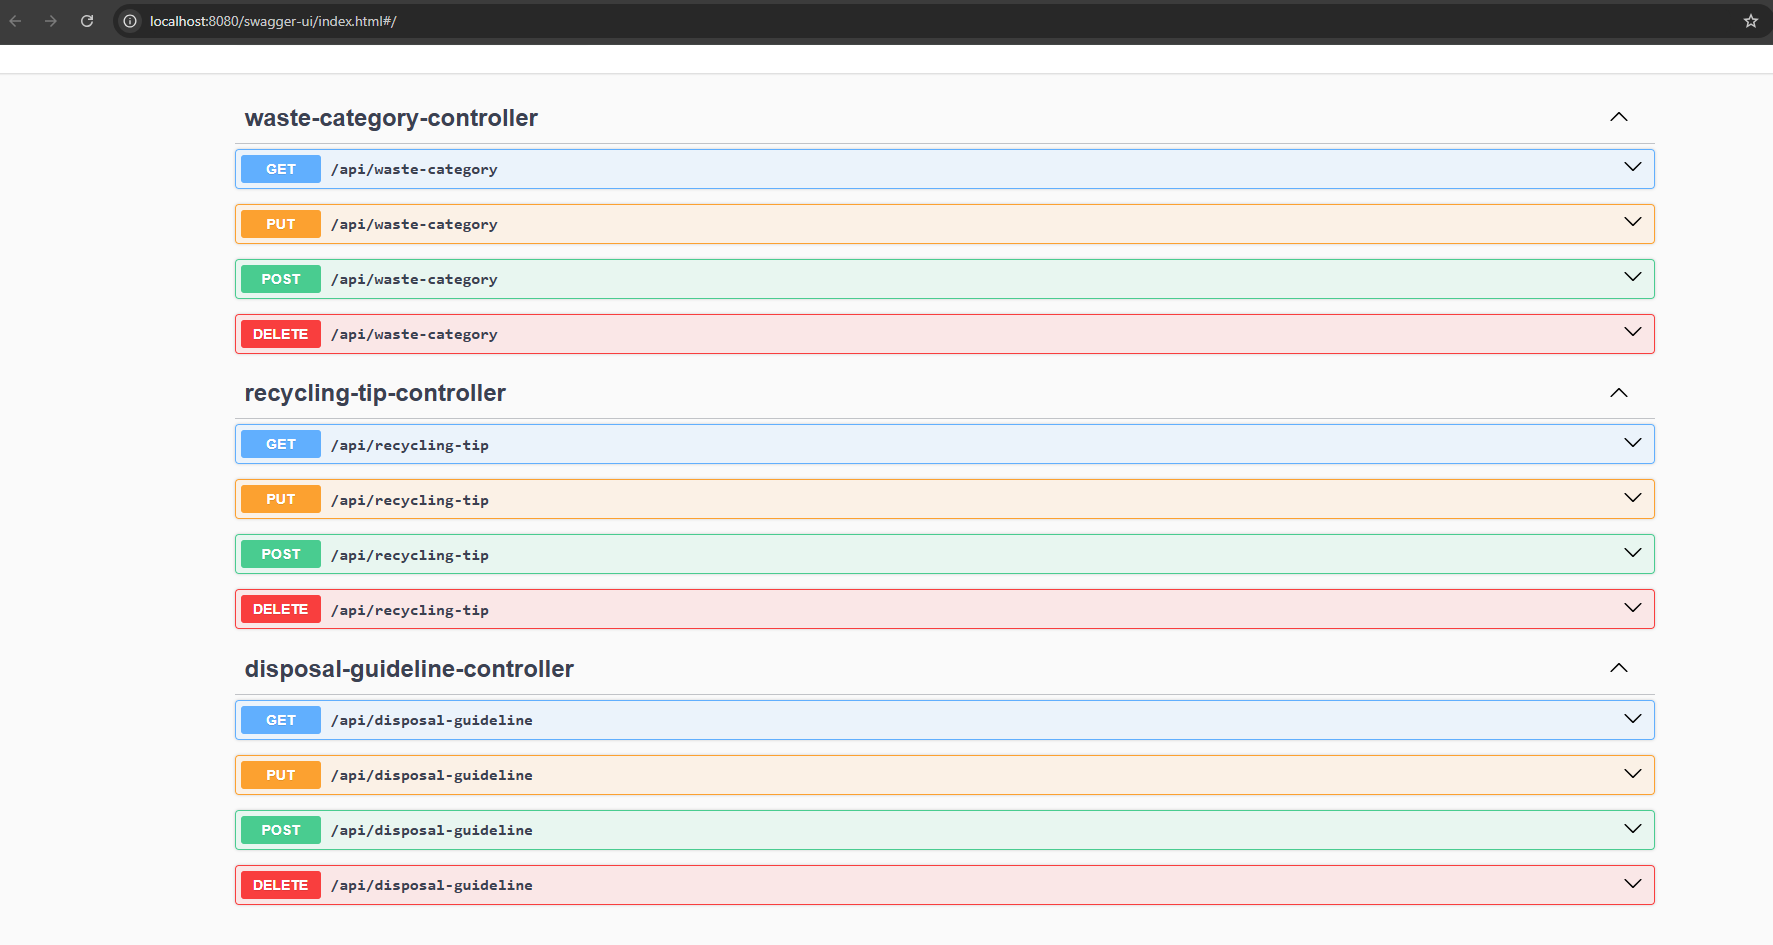 localhost:8080/swagger-ui/index.html#/
waste-category-controller
GET /api/waste-category
PUT /api/waste-category
POST /api/waste-category
DELETE /api/waste-category
recycling-tip-controller
GET /api/recycling-tip
PUT /api/recycling-tip
POST /api/recycling-tip
DELETE /api/recycling-tip
disposal-guideline-controller
GET /api/disposal-guideline
PUT /api/disposal-guideline
POST /api/disposal-guideline
DELETE /api/disposal-guideline